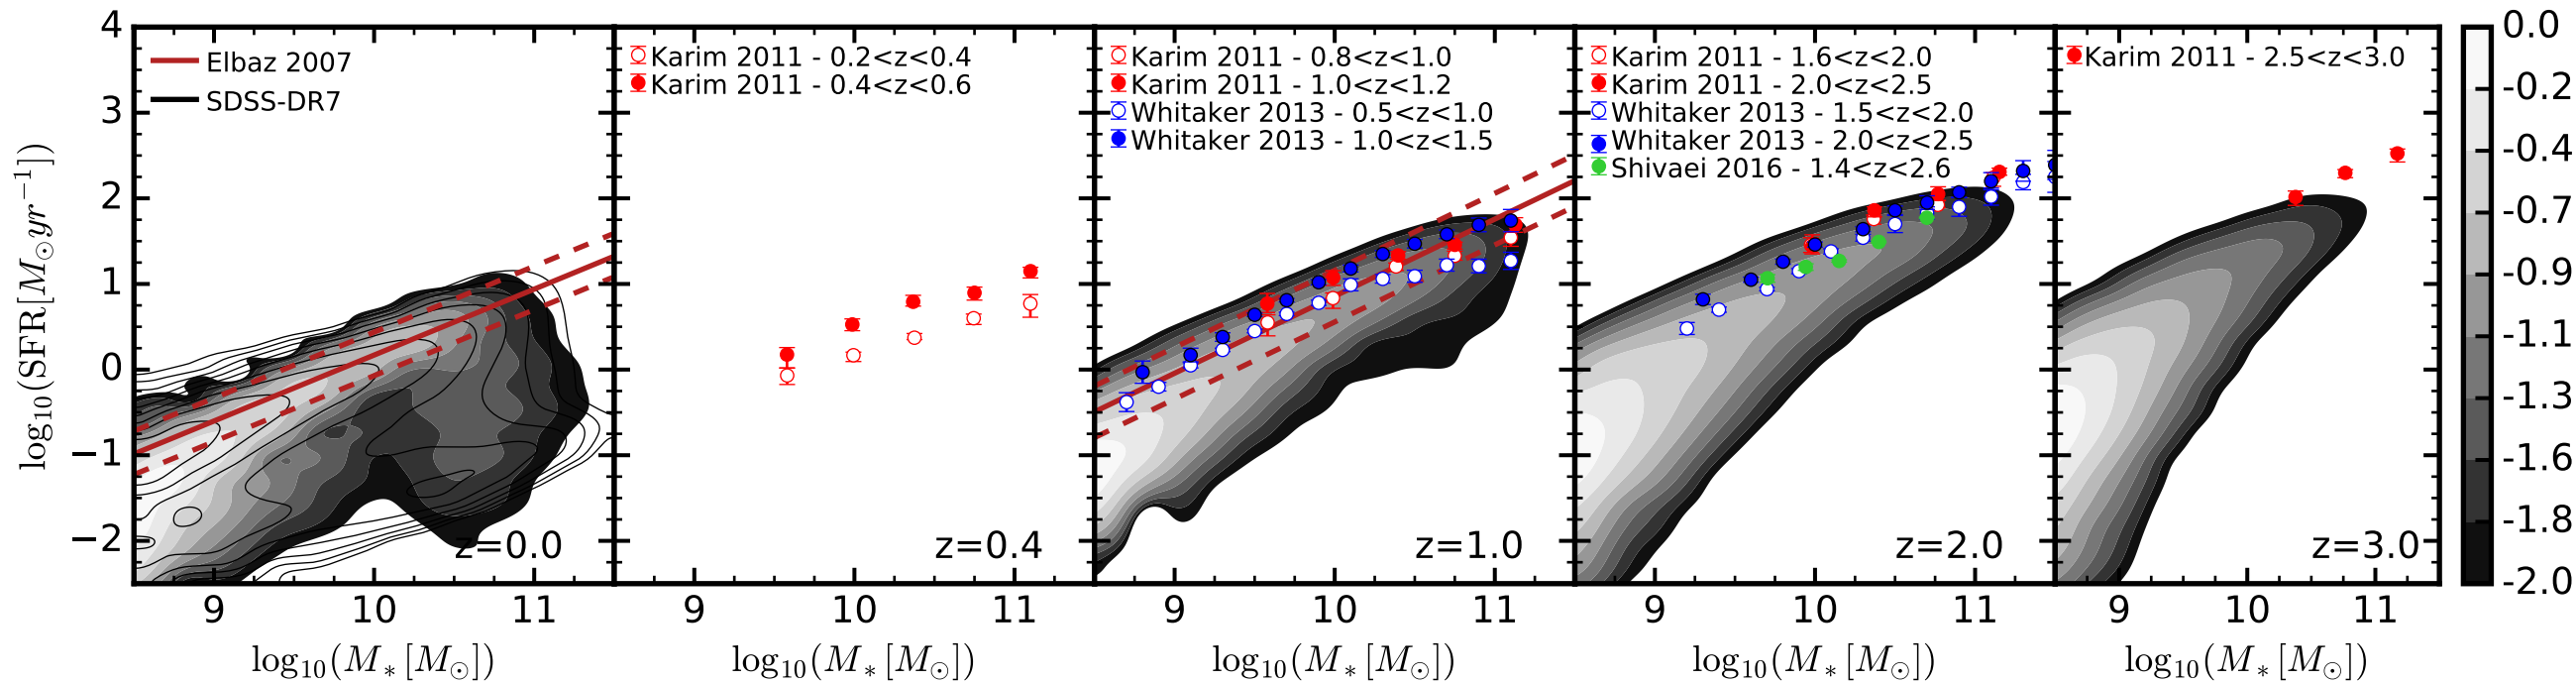 4
3
2
1
0
−1
−2
log₁₀(SFR[M⊙yr⁻¹])
Elbaz 2007
SDSS-DR7
z=0.0
9 10 11
log₁₀(M∗[M⊙])
Karim 2011 - 0.2<z<0.4
Karim 2011 - 0.4<z<0.6
z=0.4
9 10 11
log₁₀(M∗[M⊙])
Karim 2011 - 0.8<z<1.0
Karim 2011 - 1.0<z<1.2
Whitaker 2013 - 0.5<z<1.0
Whitaker 2013 - 1.0<z<1.5
z=1.0
9 10 11
log₁₀(M∗[M⊙])
Karim 2011 - 1.6<z<2.0
Karim 2011 - 2.0<z<2.5
Whitaker 2013 - 1.5<z<2.0
Whitaker 2013 - 2.0<z<2.5
Shivaei 2016 - 1.4<z<2.6
z=2.0
9 10 11
log₁₀(M∗[M⊙])
Karim 2011 - 2.5<z<3.0
z=3.0
9 10 11
log₁₀(M∗[M⊙])
0.0
-0.2
-0.4
-0.7
-0.9
-1.1
-1.3
-1.6
-1.8
-2.0